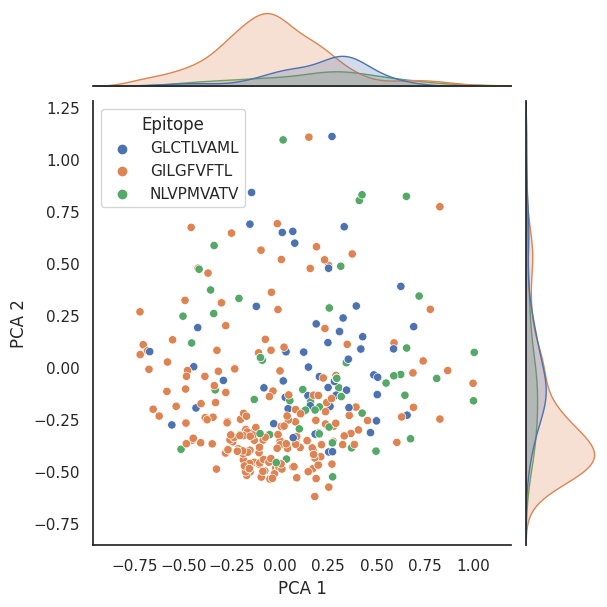 Epitope
GLCTLVAML
GILGFVFTL
NLVPMVATV
1.25
1.00
0.75
0.50
0.25
0.00
−0.25
−0.50
−0.75
PCA 2
−0.75 −0.50 −0.25 0.00 0.25 0.50 0.75 1.00
PCA 1